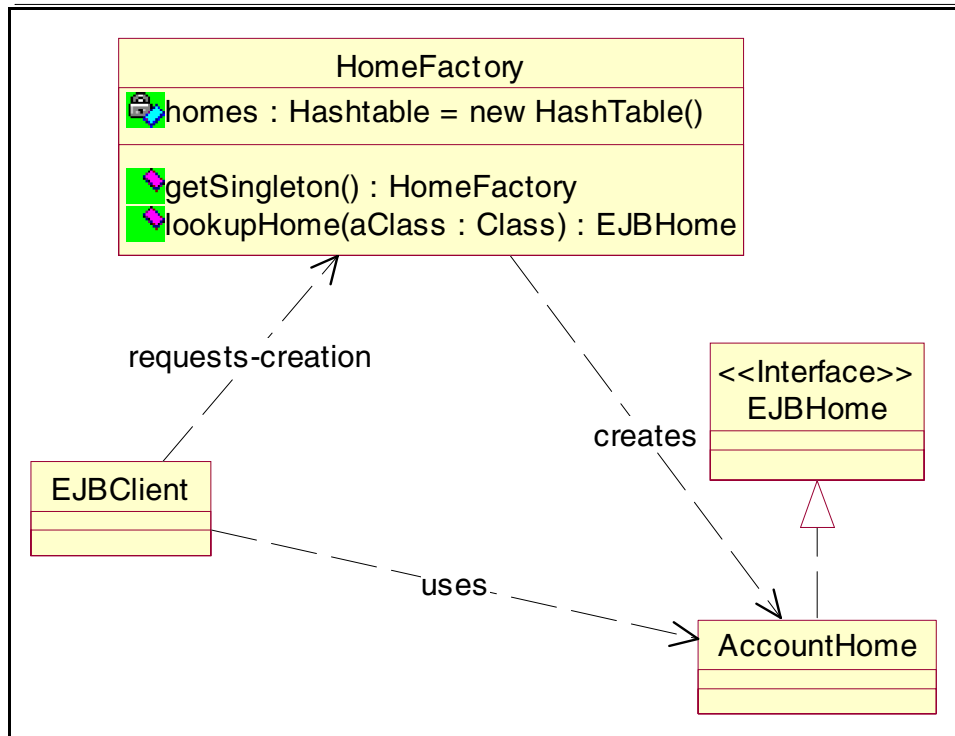 HomeFactory
homes : Hashtable = new HashTable()
getSingleton() : HomeFactory
lookupHome(aClass : Class) : EJBHome
requests-creation
<<Interface>>
EJBHome
creates
EJBClient
uses
AccountHome